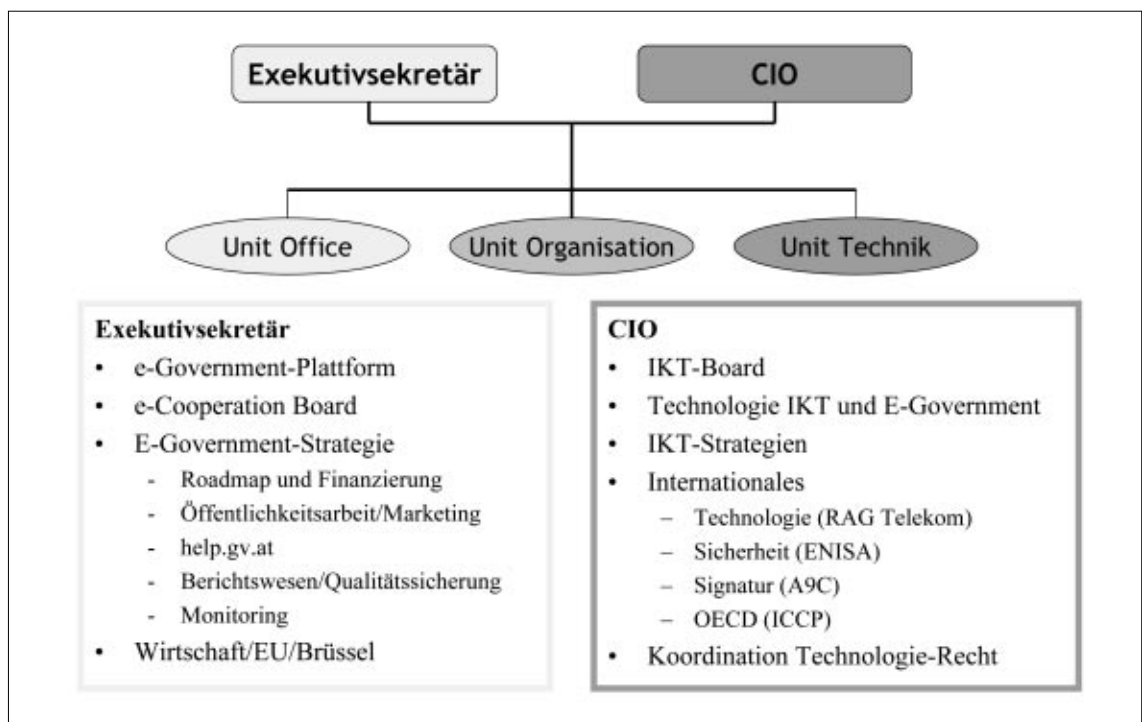 Exekutivsekretär
CIO
Unit Office
Unit Organisation
Unit Technik
Exekutivsekretär
• e-Government-Plattform
• e-Cooperation Board
• E-Government-Strategie
- Roadmap und Finanzierung
- Öffentlichkeitsarbeit/Marketing
- help.gv.at
- Berichtswesen/Qualitätssicherung
- Monitoring
• Wirtschaft/EU/Brüssel
CIO
• IKT-Board
• Technologie IKT und E-Government
• IKT-Strategien
• Internationales
– Technologie (RAG Telekom)
– Sicherheit (ENISA)
– Signatur (A9C)
– OECD (ICCP)
• Koordination Technologie-Recht